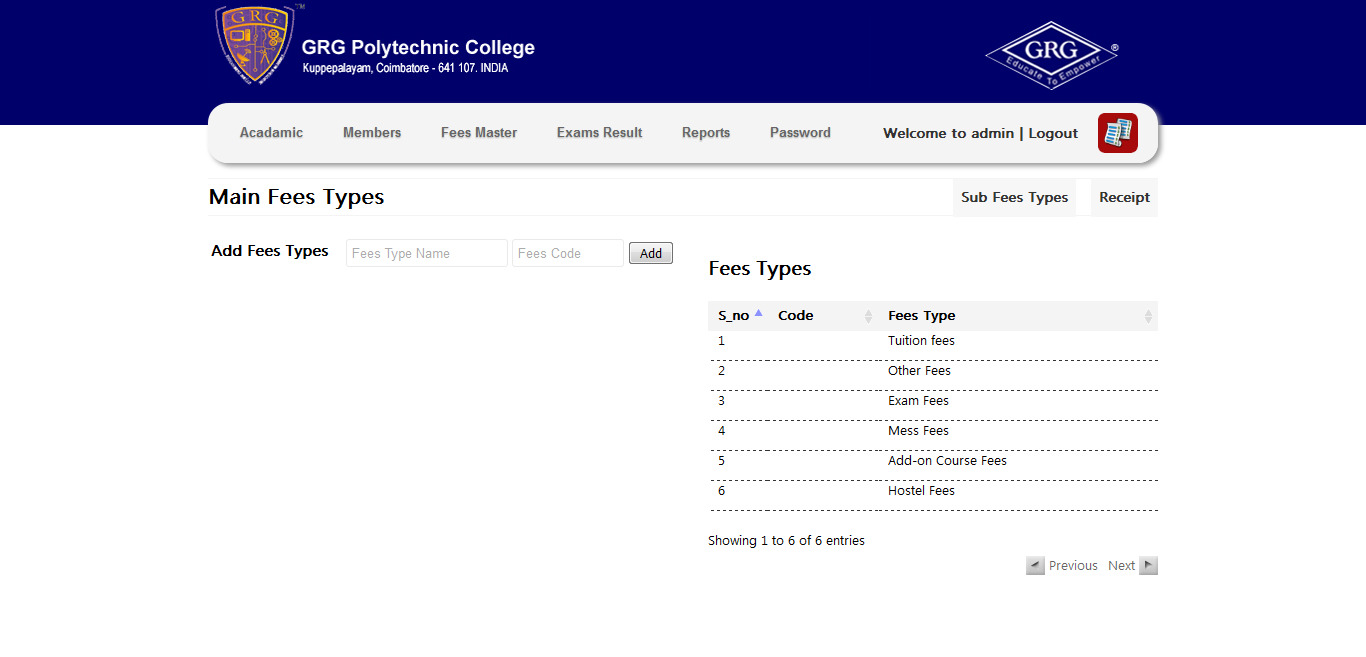 GRG
TM
GRG Polytechnic College
Kuppepalayam, Coimbatore - 641 107. INDIA
GRG
®
Educate To Empower
Acadamic Members Fees Master Exams Result Reports Password Welcome to admin | Logout
Main Fees Types Sub Fees Types Receipt
Add Fees Types Fees Type Name Fees Code Add
Fees Types
S_no Code Fees Type
1 Tuition fees
2 Other Fees
3 Exam Fees
4 Mess Fees
5 Add-on Course Fees
6 Hostel Fees
Showing 1 to 6 of 6 entries
Previous Next